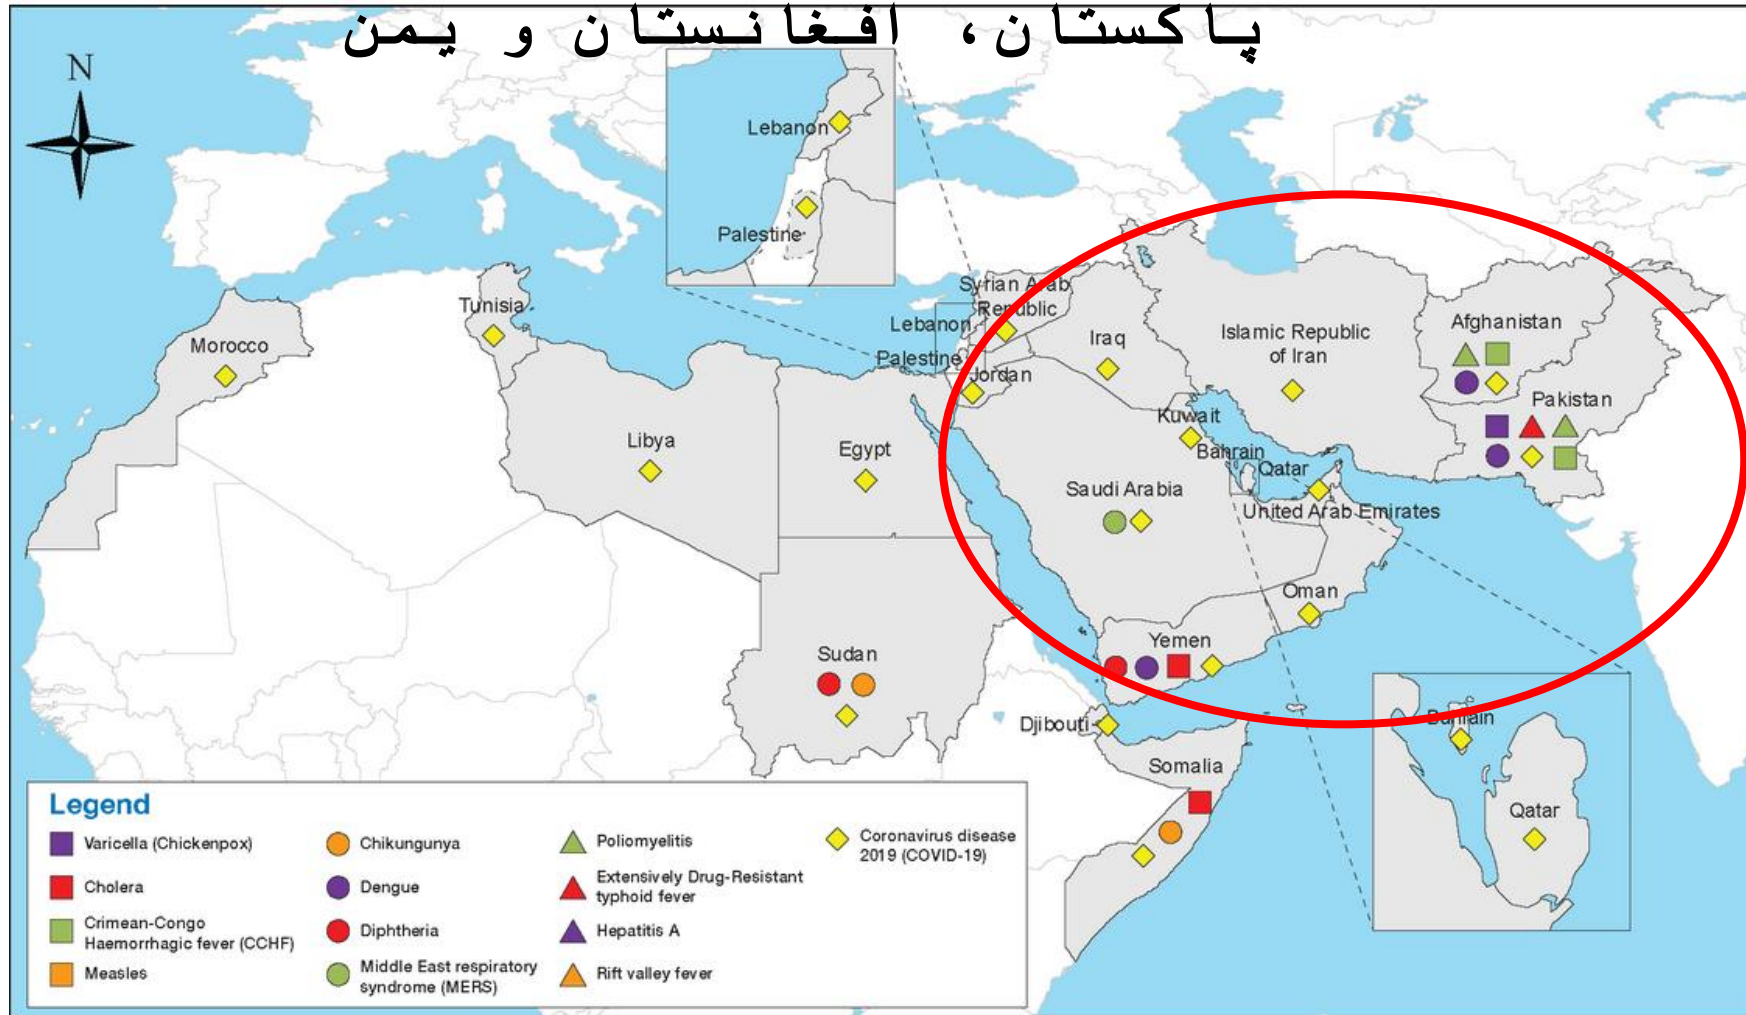 پاکستان، افغانستان و یمن
N
Lebanon
Palestine
Syrian Arab
Republic
Tunisia
Lebanon
Morocco
Palestine
Jordan
Iraq
Islamic Republic
of Iran
Afghanistan
Pakistan
Kuwait
Bahrain
Qatar
Libya
Egypt
Saudi Arabia
United Arab Emirates
Oman
Yemen
Sudan
Djibouti
Somalia
Bahrain
Qatar
Legend
Varicella (Chickenpox)
Cholera
Crimean-Congo
Haemorrhagic fever (CCHF)
Measles
Chikungunya
Dengue
Diphtheria
Middle East respiratory
syndrome (MERS)
Poliomyelitis
Extensively Drug-Resistant
typhoid fever
Hepatitis A
Rift valley fever
Coronavirus disease
2019 (COVID-19)